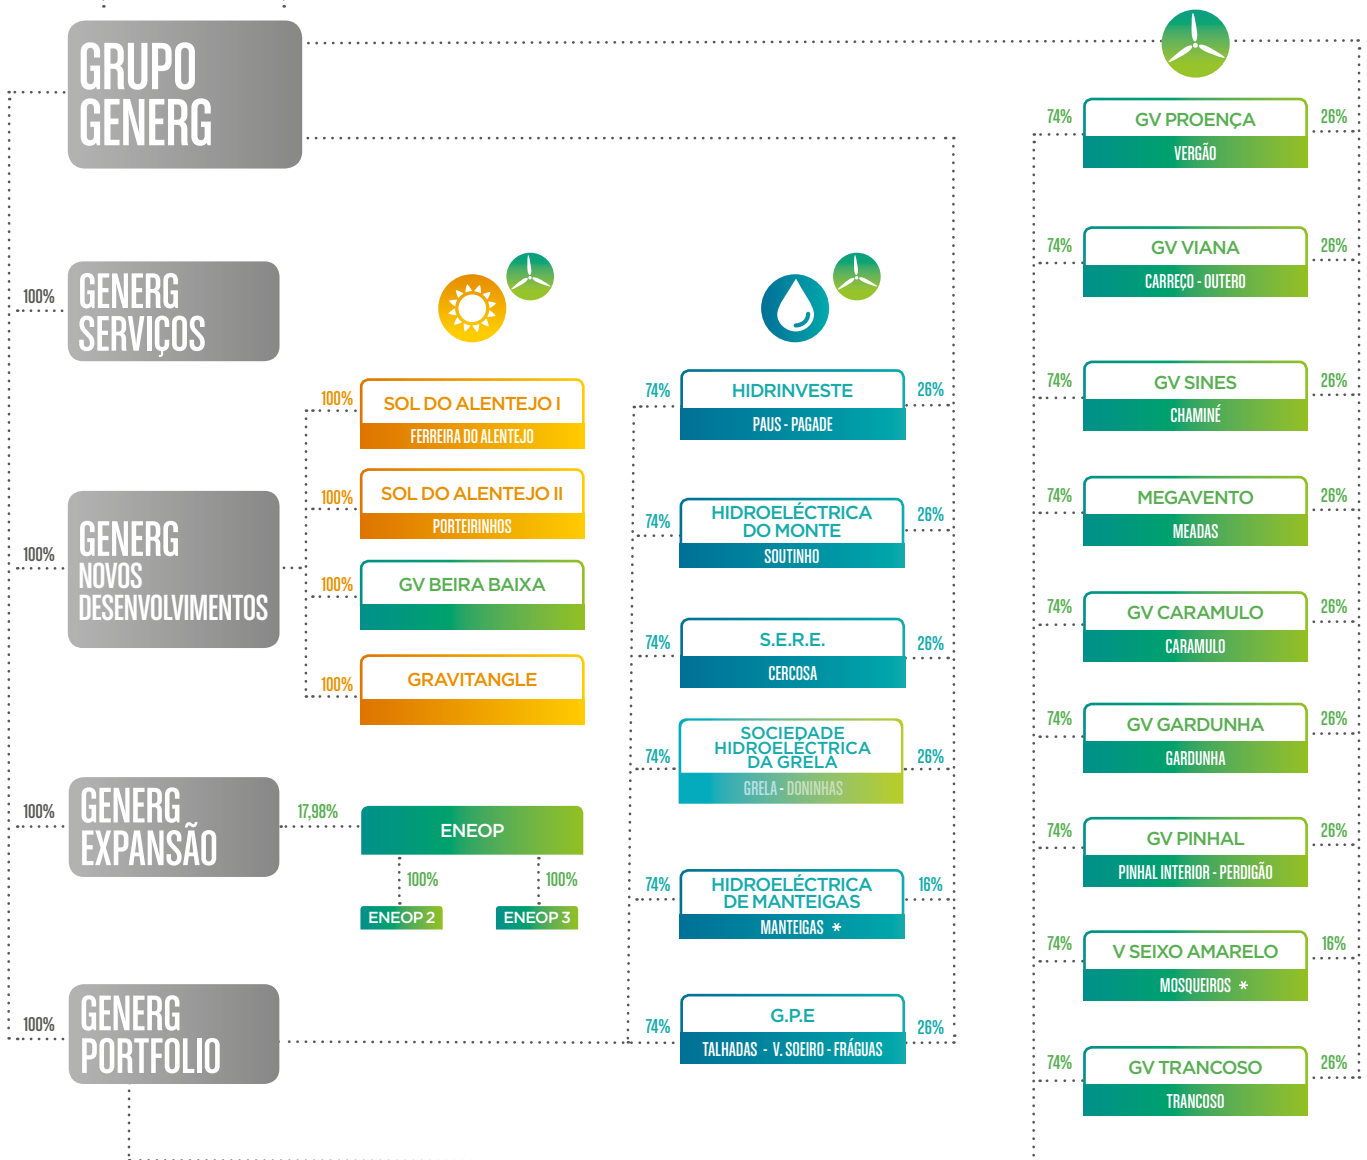 GRUPO
GENERG
100%
GENERG
SERVIÇOS
100%
GENERG
NOVOS
DESENVOLVIMENTOS
100%
GENERG
EXPANSÃO
100%
GENERG
PORTFOLIO
100%
SOL DO ALENTEJO I
FERREIRA DO ALENTEJO
100%
SOL DO ALENTEJO II
PORTEIRINHOS
100%
GV BEIRA BAIXA
100%
GRAVITANGLE
17,98%
ENEOP
100%
100%
ENEOP 2
ENEOP 3
74%
HIDRINVESTE
26%
PAUS - PAGADE
74%
HIDROELÉCTRICA
DO MONTE
26%
SOUTINHO
74%
S.E.R.E.
26%
CERCOSA
74%
SOCIEDADE
HIDROELÉCTRICA
DA GRELA
26%
GRELA - DONINHAS
74%
HIDROELÉCTRICA
DE MANTEIGAS
16%
MANTEIGAS *
74%
G.P.E
26%
TALHADAS - V. SOEIRO - FRÁGUAS
74%
GV PROENÇA
26%
VERGÃO
74%
GV VIANA
26%
CARREÇO - OUTERO
74%
GV SINES
26%
CHAMINÉ
74%
MEGAVENTO
26%
MEADAS
74%
GV CARAMULO
26%
CARAMULO
74%
GV GARDUNHA
26%
GARDUNHA
74%
GV PINHAL
26%
PINHAL INTERIOR - PERDIGÃO
74%
V SEIXO AMARELO
16%
MOSQUEIROS *
74%
GV TRANCOSO
26%
TRANCOSO